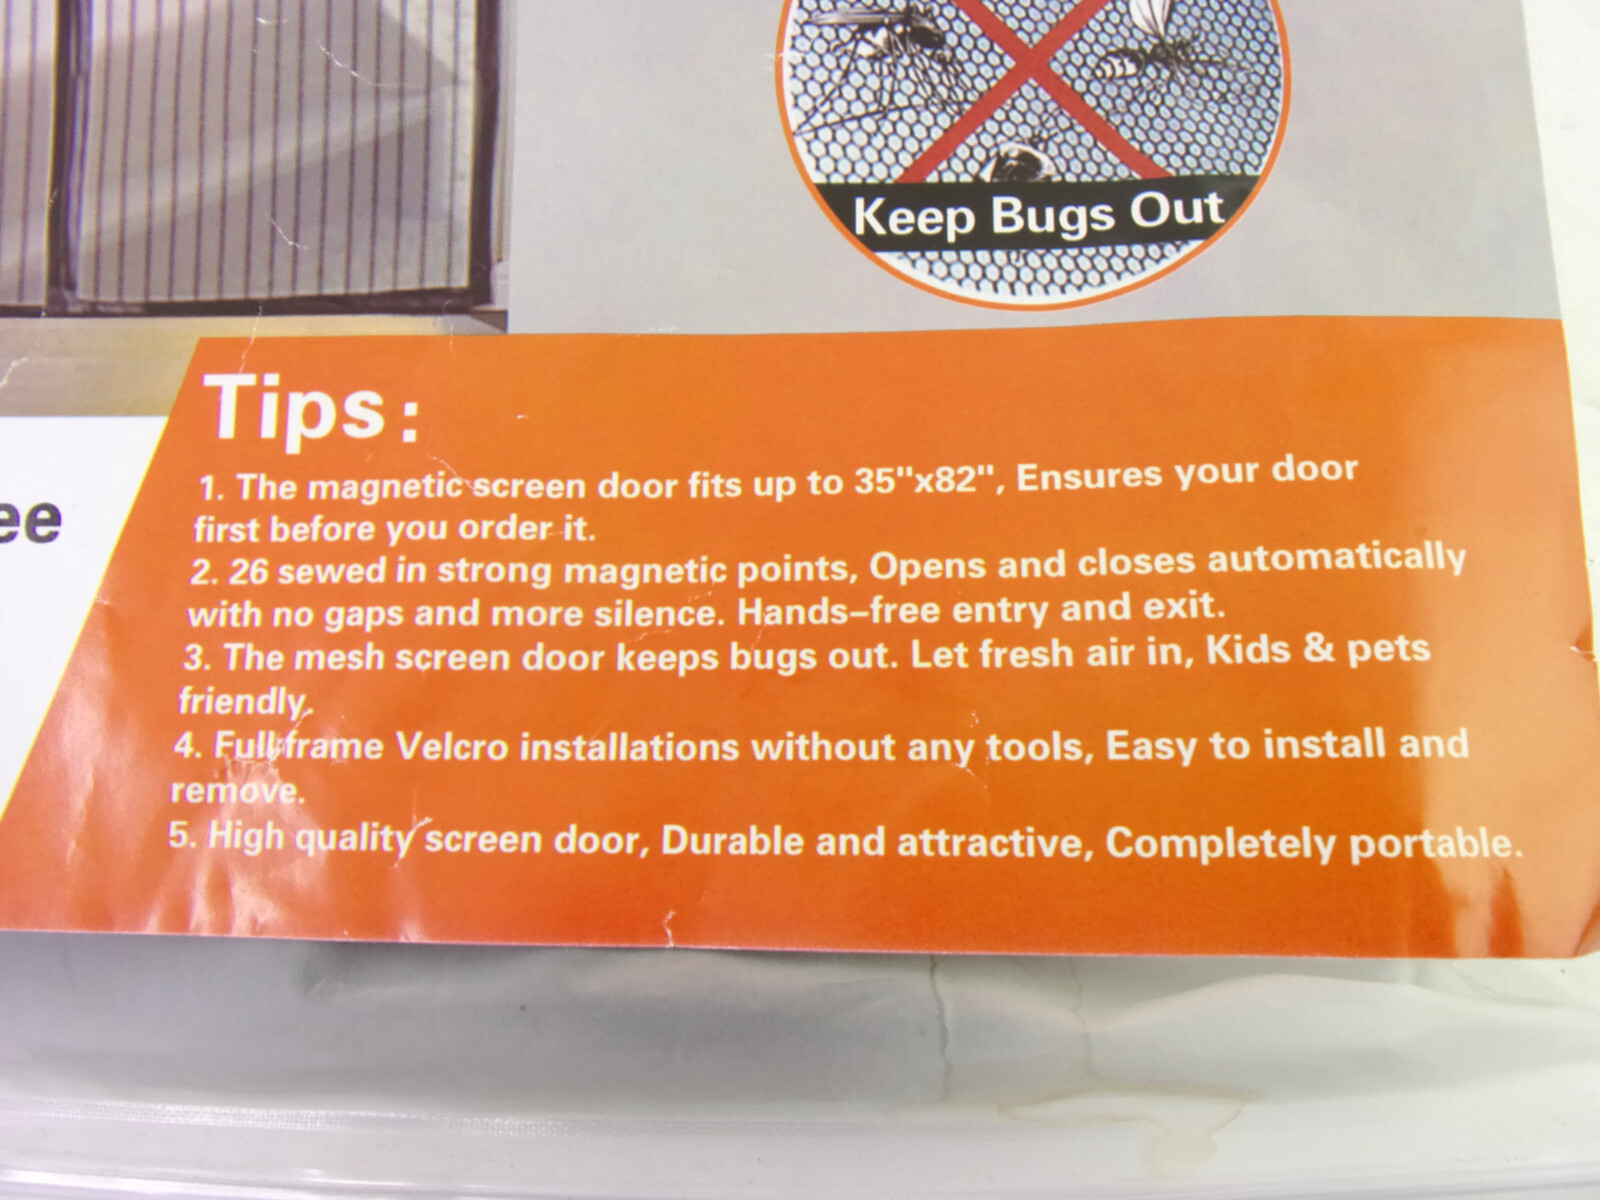 Keep Bugs Out
ee
Tips:
1. The magnetic screen door fits up to 35"x82", Ensures your door
first before you order it.
2. 26 sewed in strong magnetic points, Opens and closes automatically
with no gaps and more silence. Hands-free entry and exit.
3. The mesh screen door keeps bugs out. Let fresh air in, Kids & pets
friendly.
4. Full frame Velcro installations without any tools, Easy to install and
remove.
5. High quality screen door, Durable and attractive, Completely portable.